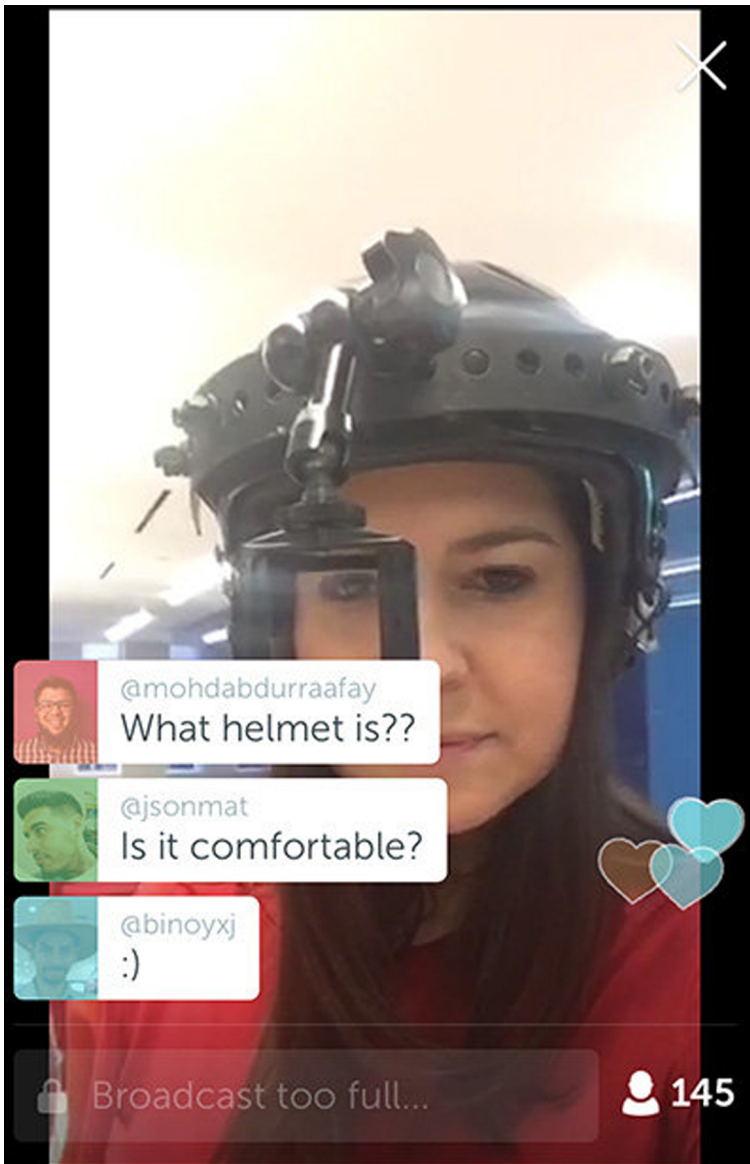 @mohdabdurraafay
What helmet is??
@jsonmat
Is it comfortable?
@binoyxj
:)
Broadcast too full...
145